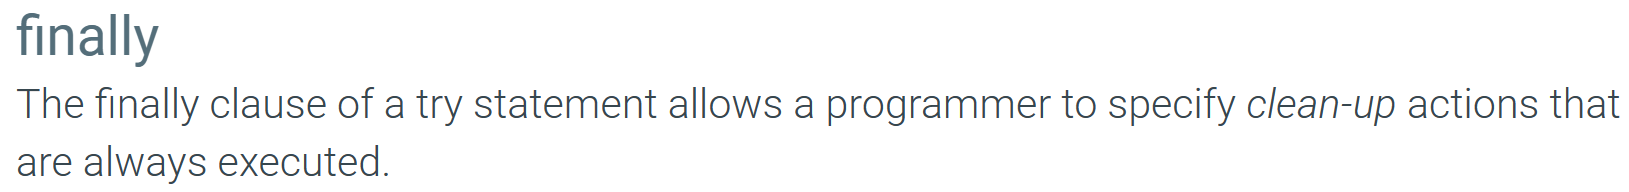 finally
The finally clause of a try statement allows a programmer to specify clean-up actions that
are always executed.